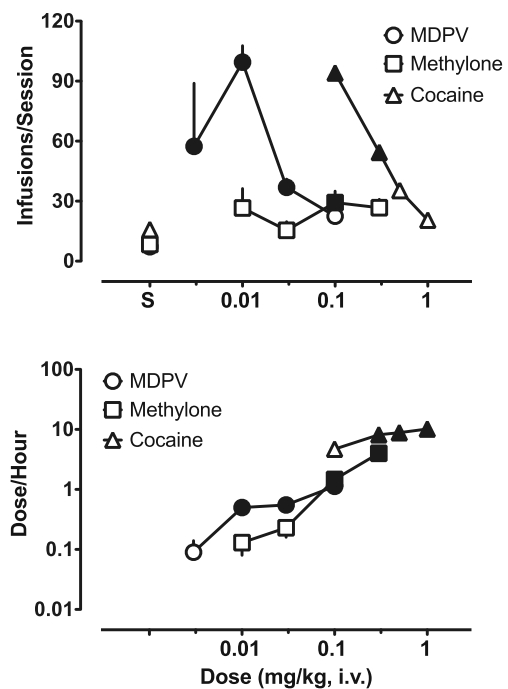 120
90
60
30
0
Infusions/Session
MDPV
Methylone
Cocaine
S
0.01
0.1
1
100
10
1
0.1
0.01
Dose/Hour
MDPV
Methylone
Cocaine
0.01
0.1
1
Dose (mg/kg, i.v.)